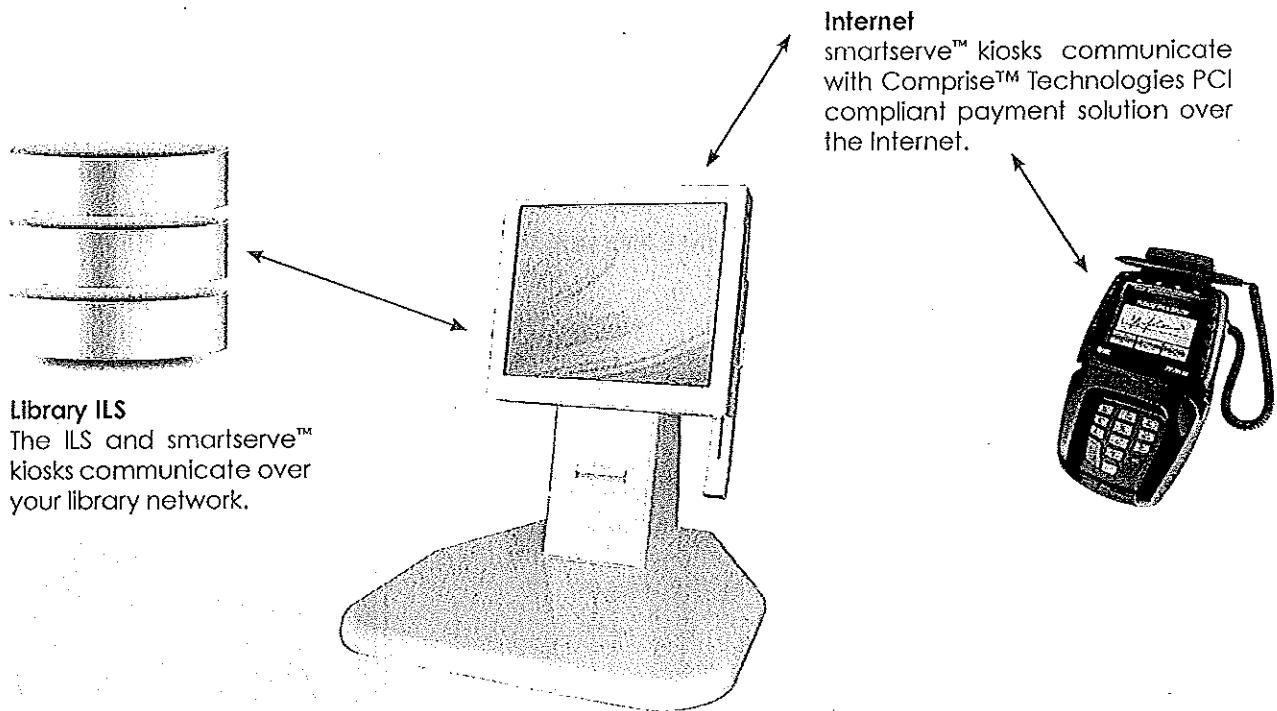 Internet
smartserve™ kiosks communicate
with Comprise™ Technologies PCI
compliant payment solution over
the Internet.
Library ILS
The ILS and smartserve™
kiosks communicate over
your library network.